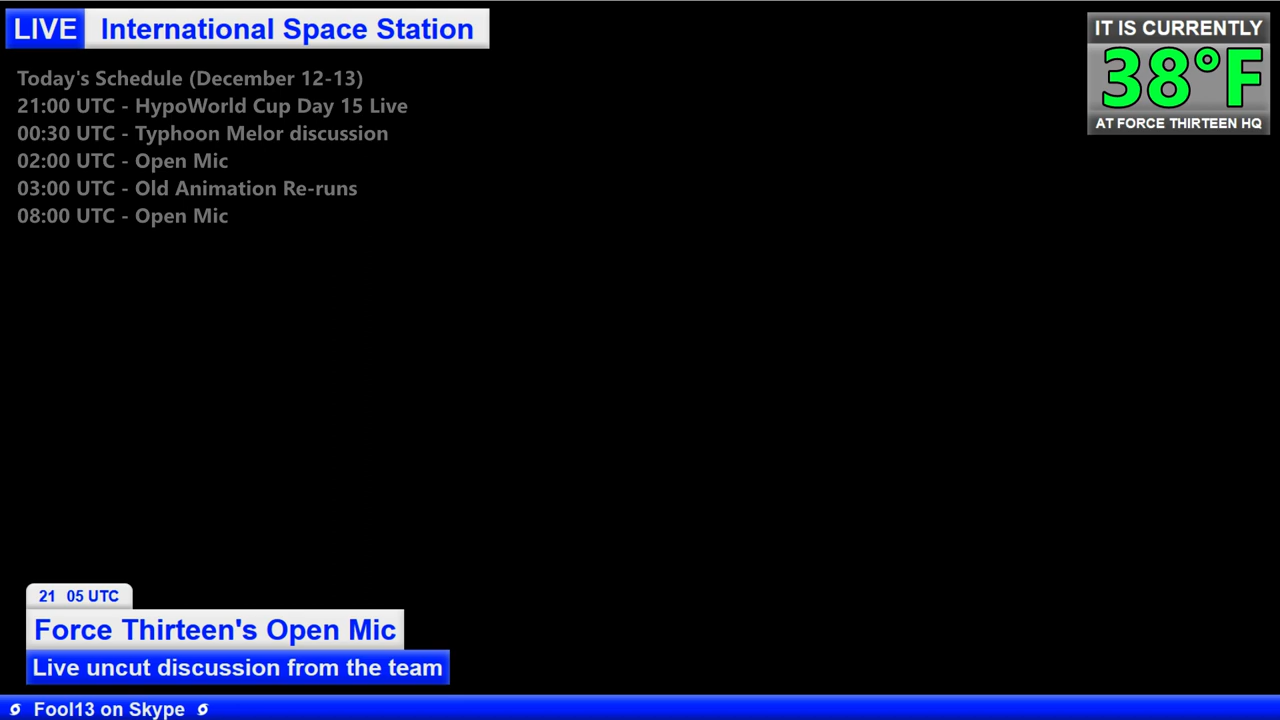 LIVE International Space Station
IT IS CURRENTLY
38°F
AT FORCE THIRTEEN HQ
Today's Schedule (December 12-13)
21:00 UTC - HypoWorld Cup Day 15 Live
00:30 UTC - Typhoon Melor discussion
02:00 UTC - Open Mic
03:00 UTC - Old Animation Re-runs
08:00 UTC - Open Mic
21 05 UTC
Force Thirteen's Open Mic
Live uncut discussion from the team
Fool13 on Skype